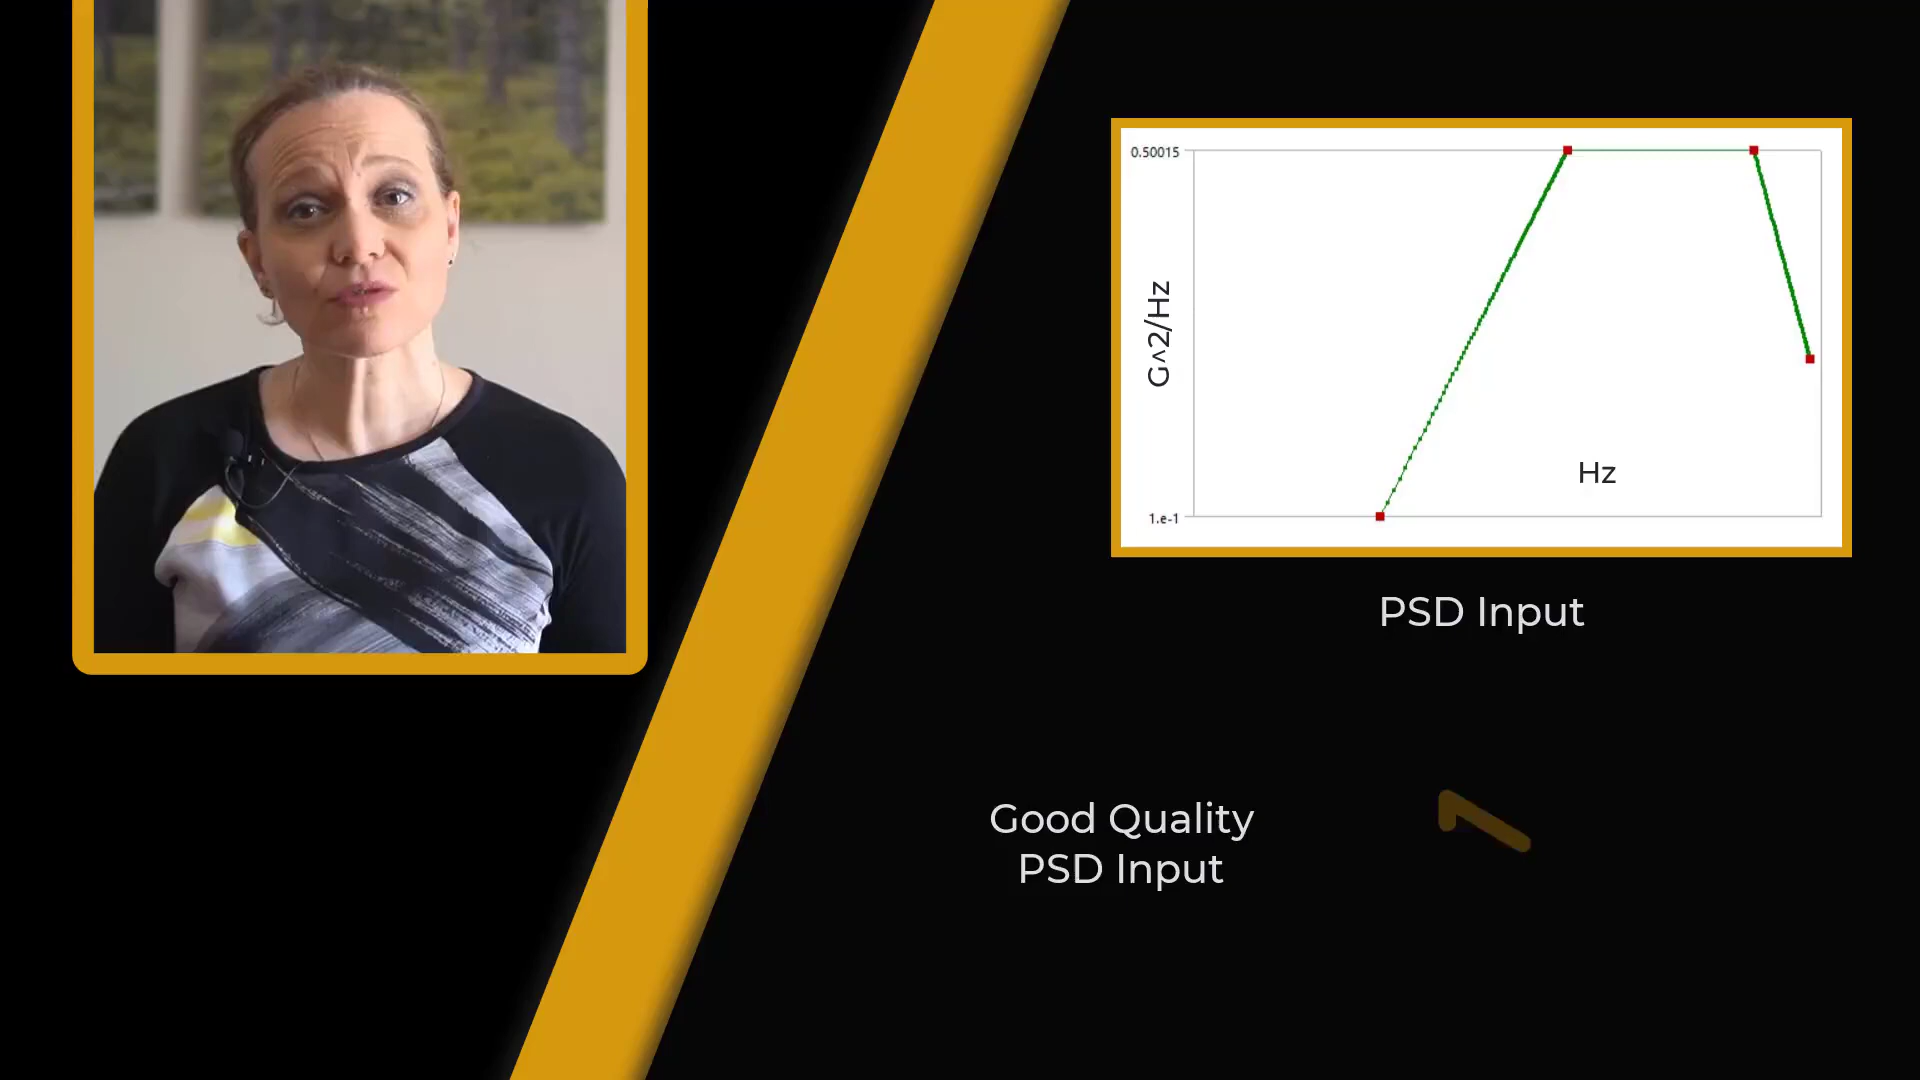 0.50015
G^2/Hz
Hz
1.e-1
PSD Input
Good Quality
PSD Input